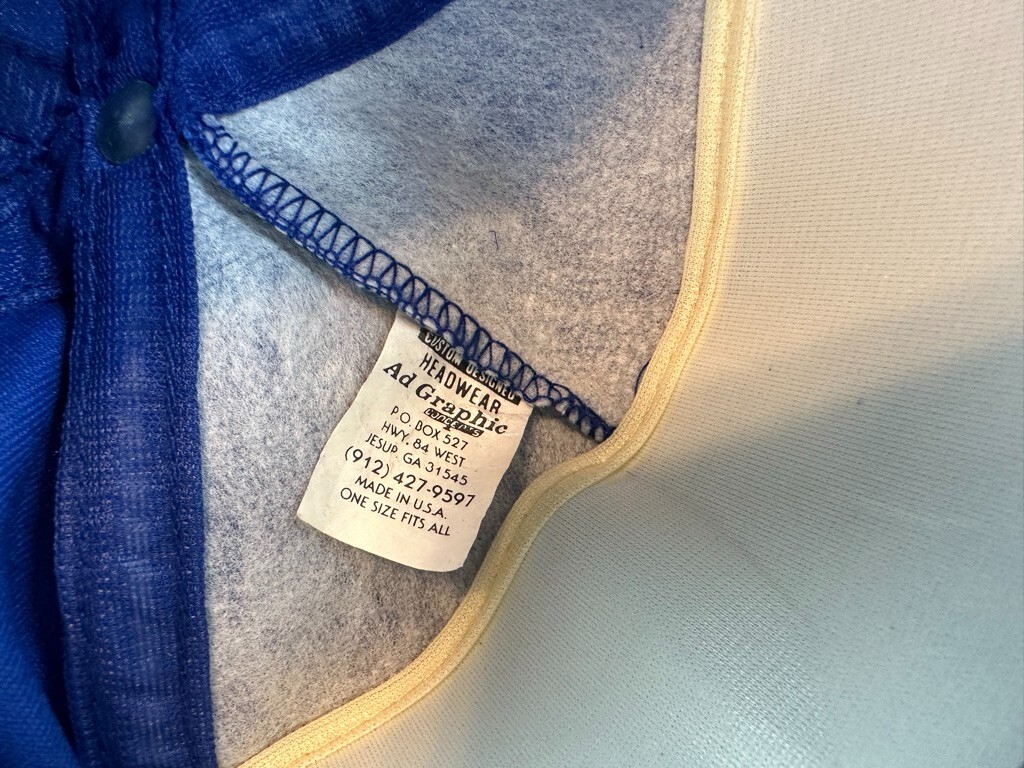 CUSTOM DESIGNED
HEADWEAR
Ad Graphic
CONCEPTS
P.O. BOX 527
HWY. 84 WEST
JESUP, GA 31545
(912) 427-9597
MADE IN U.S.A.
ONE SIZE FITS ALL